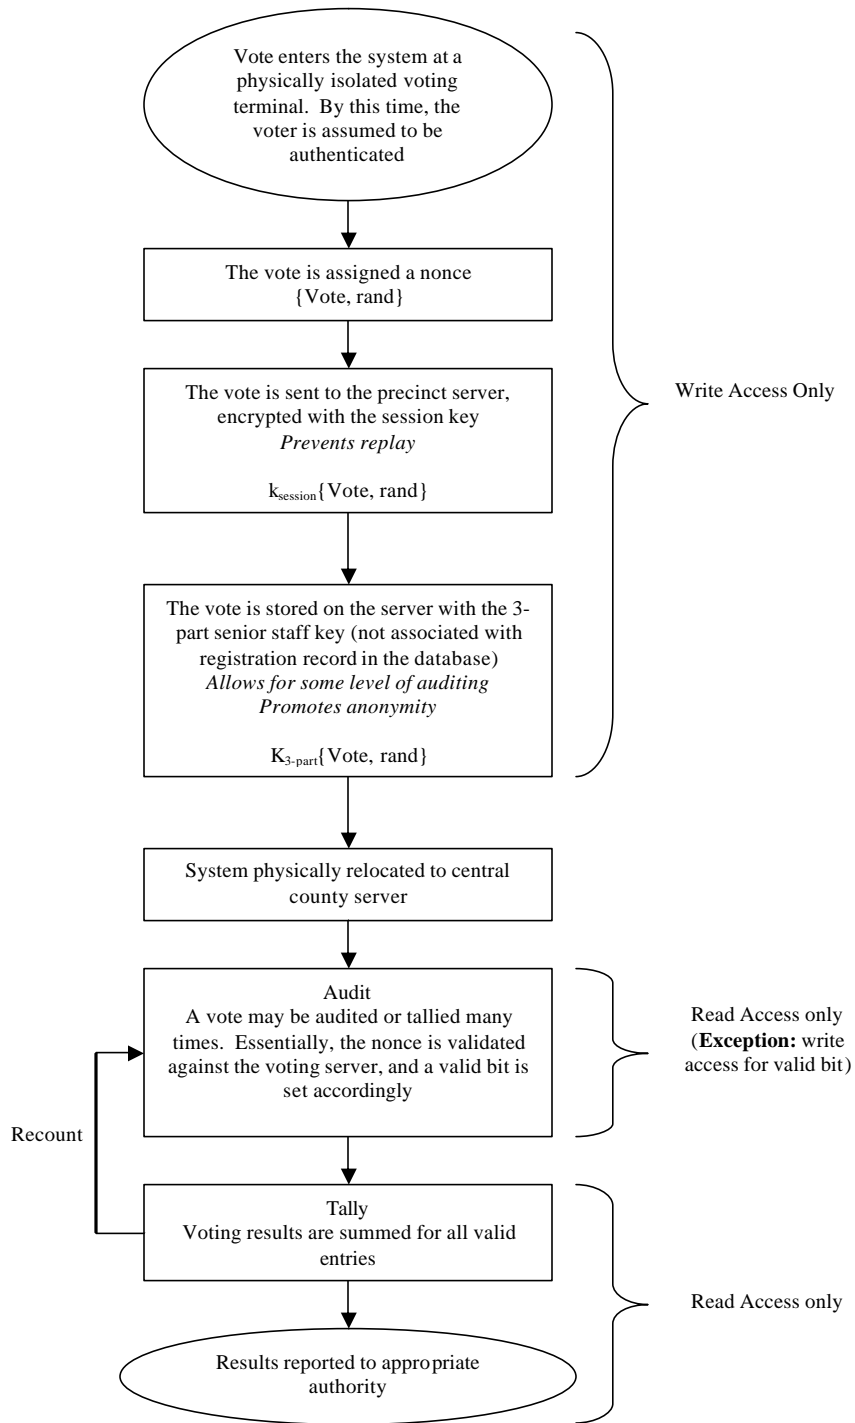 Vote enters the system at a
physically isolated voting
terminal. By this time, the
voter is assumed to be
authenticated
The vote is assigned a nonce
{Vote, rand}
The vote is sent to the precinct server,
encrypted with the session key
Prevents replay
k_session{Vote, rand}
Write Access Only
The vote is stored on the server with the 3-
part senior staff key (not associated with
registration record in the database)
Allows for some level of auditing
Promotes anonymity
K_3-part{Vote, rand}
System physically relocated to central
county server
Audit
A vote may be audited or tallied many
times. Essentially, the nonce is validated
against the voting server, and a valid bit is
set accordingly
Read Access only
(Exception: write
access for valid bit)
Recount
Tally
Voting results are summed for all valid
entries
Read Access only
Results reported to appropriate
authority